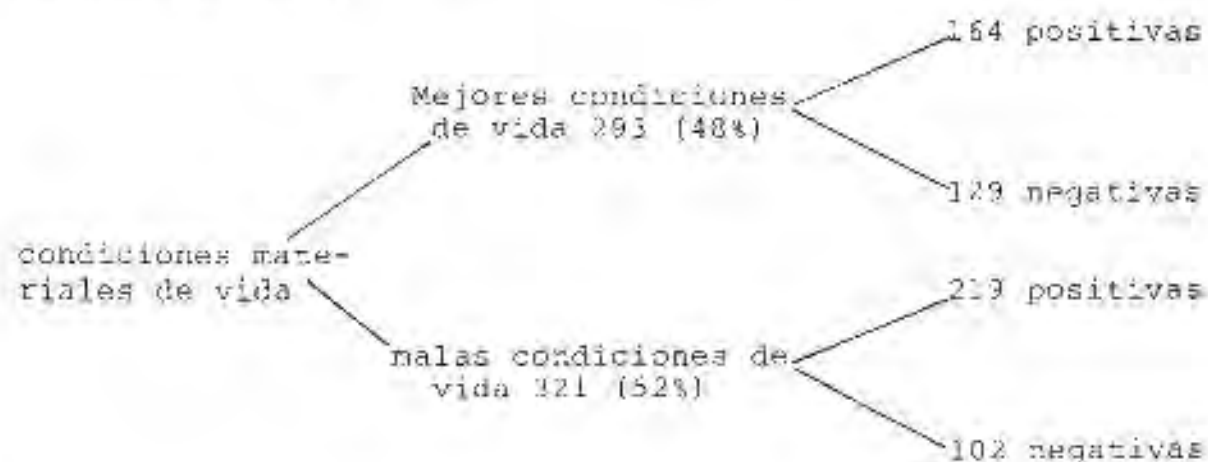 164 positivas
Mejores condiciones
de vida 293 (48%)
129 negativas
condiciones mate-
riales de vida
219 positivas
malas condiciones de
vida 321 (52%)
102 negativas